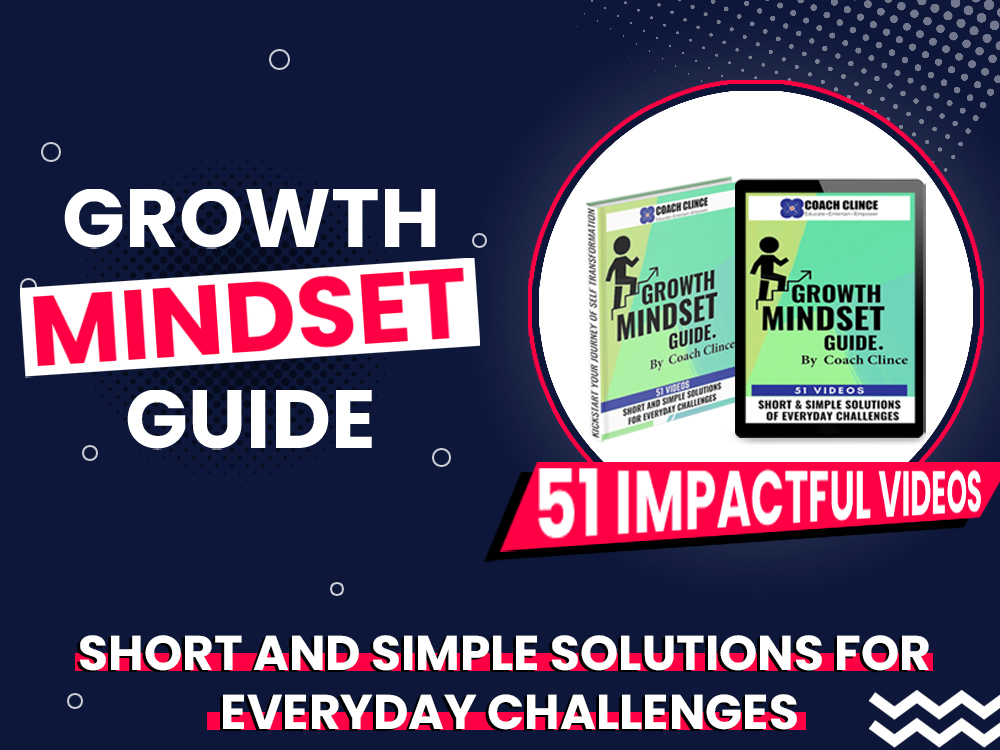 GROWTH
MINDSET
GUIDE
KICKSTART YOUR JOURNEY OF SELF TRANSFORMATION
COACH CLINCE
Educate•Entertain•Empower
GROWTH
MINDSET
GUIDE.
By Coach Clince
51 VIDEOS
SHORT AND SIMPLE SOLUTIONS
FOR EVERYDAY CHALLENGES
COACH CLINCE
Educate•Entertain•Empower
GROWTH
MINDSET
GUIDE.
By Coach Clince
51 VIDEOS
SHORT & SIMPLE SOLUTIONS
OF EVERYDAY CHALLENGES
51 IMPACTFUL VIDEOS
SHORT AND SIMPLE SOLUTIONS FOR
EVERYDAY CHALLENGES